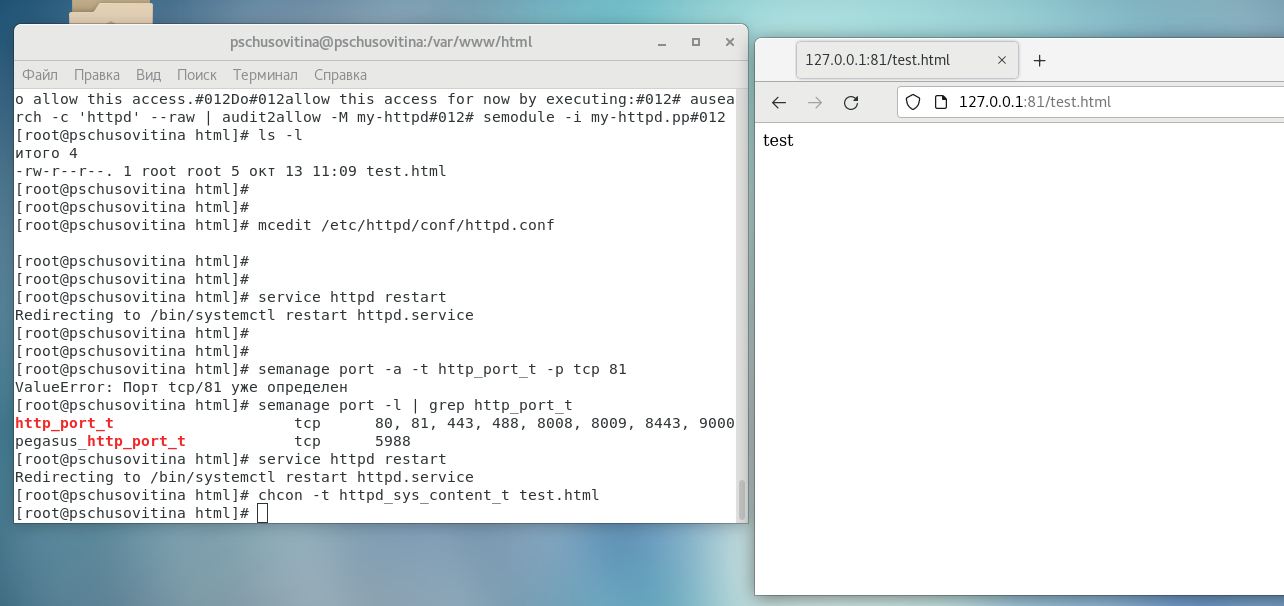 pschusovitina@pschusovitina:/var/www/html
Файл Правка Вид Поиск Терминал Справка
o allow this access.#012Do#012allow this access for now by executing:#012# ausea
rch -c 'httpd' --raw | audit2allow -M my-httpd#012# semodule -i my-httpd.pp#012
[root@pschusovitina html]# ls -l
итого 4
-rw-r--r--. 1 root root 5 окт 13 11:09 test.html
[root@pschusovitina html]#
[root@pschusovitina html]#
[root@pschusovitina html]# mcedit /etc/httpd/conf/httpd.conf
[root@pschusovitina html]#
[root@pschusovitina html]#
[root@pschusovitina html]# service httpd restart
Redirecting to /bin/systemctl restart httpd.service
[root@pschusovitina html]#
[root@pschusovitina html]#
[root@pschusovitina html]# semanage port -a -t http_port_t -p tcp 81
ValueError: Порт tcp/81 уже определен
[root@pschusovitina html]# semanage port -l | grep http_port_t
http_port_t                    tcp      80, 81, 443, 488, 8008, 8009, 8443, 9000
pegasus_http_port_t            tcp      5988
[root@pschusovitina html]# service httpd restart
Redirecting to /bin/systemctl restart httpd.service
[root@pschusovitina html]# chcon -t httpd_sys_content_t test.html
[root@pschusovitina html]#
127.0.0.1:81/test.html
127.0.0.1:81/test.html
test